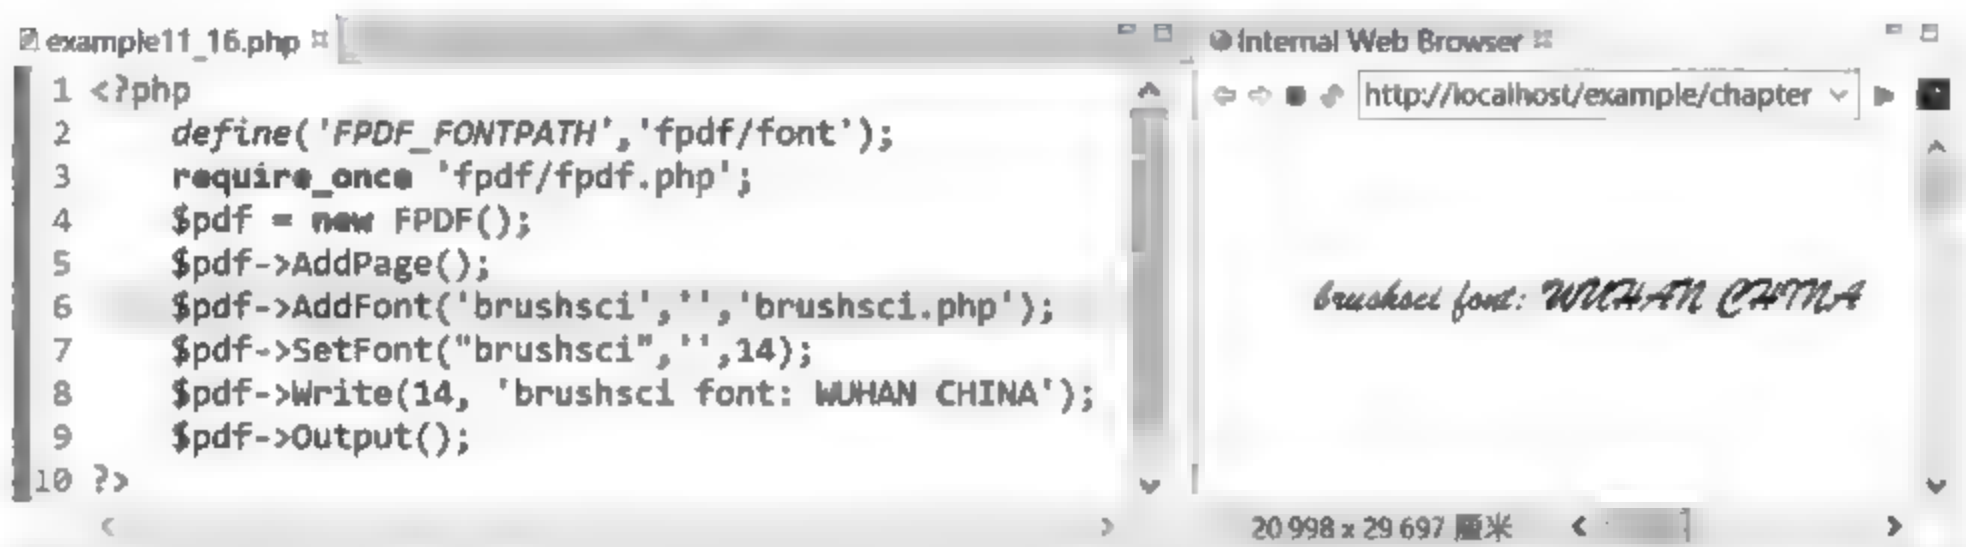 example11_16.php
1 <?php
2 define('FPDF_FONTPATH','fpdf/font');
3 require_once 'fpdf/fpdf.php';
4 $pdf = new FPDF();
5 $pdf->AddPage();
6 $pdf->AddFont('brushsci','','brushsci.php');
7 $pdf->SetFont("brushsci",'',14);
8 $pdf->Write(14, 'brushsci font: WUHAN CHINA');
9 $pdf->Output();
10 ?>
Internal Web Browser
http://localhost/example/chapter
brushsci font: WUHAN CHINA
20 998 x 29 697 厘米